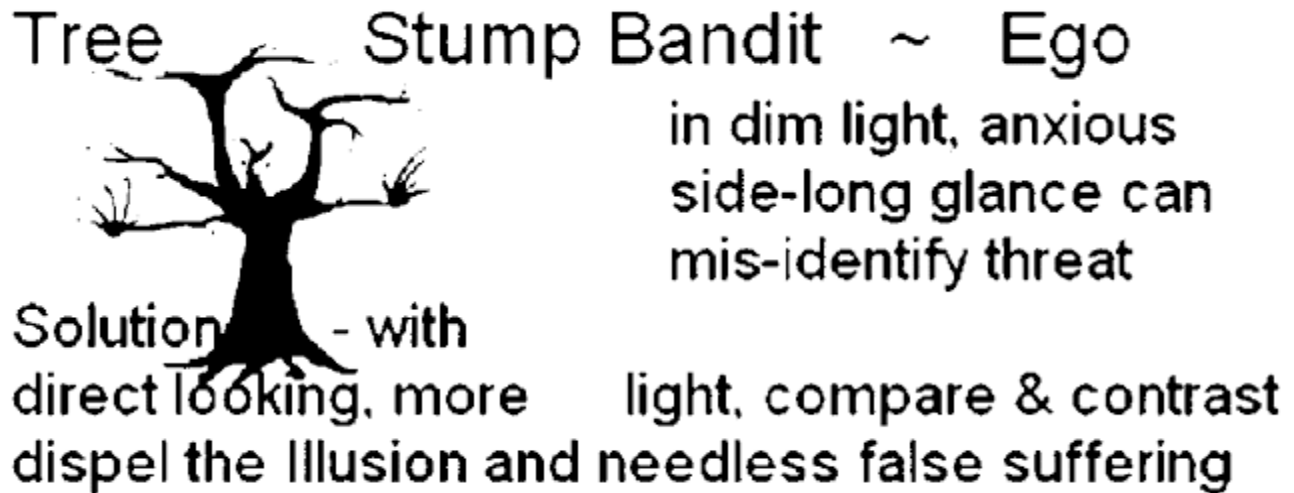 Tree Stump Bandit ~ Ego
in dim light, anxious
side-long glance can
mis-identify threat
Solution - with
direct looking, more light, compare & contrast
dispel the Illusion and needless false suffering